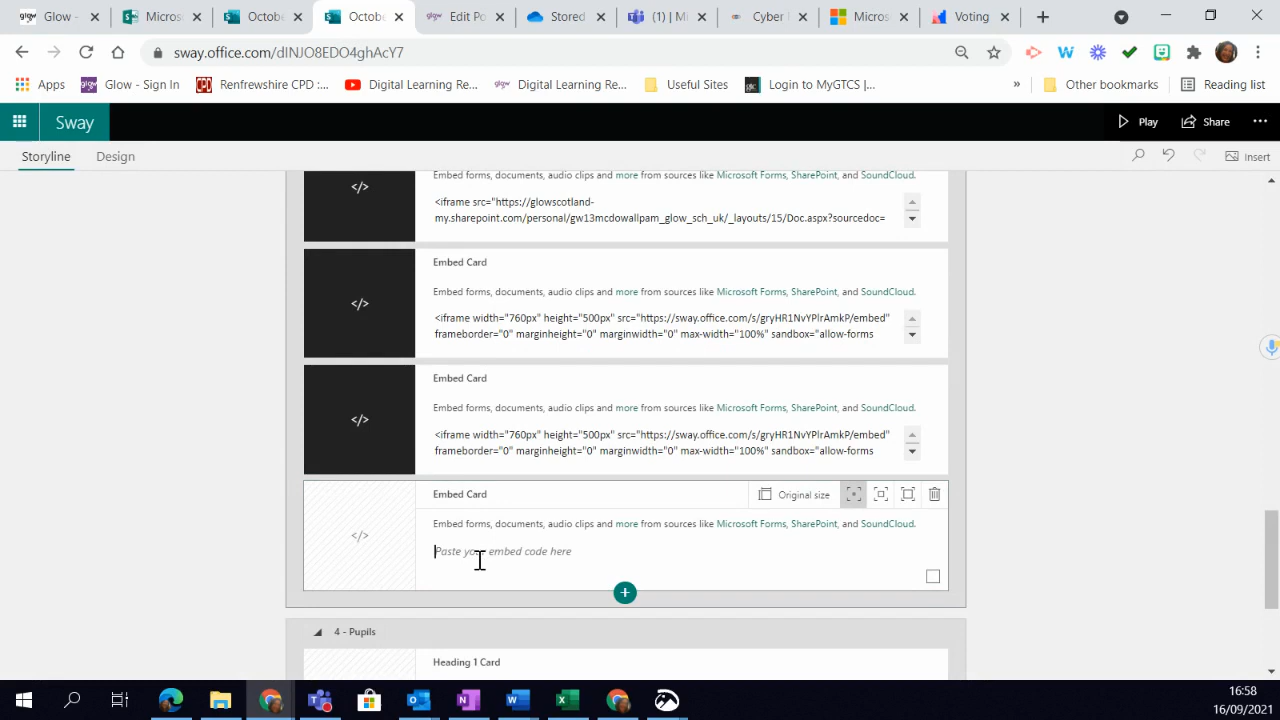 Glow -
Micros
Octobe
October
Edit Po
Stored
(1) | Mi
Cyber
Micros
Voting
sway.office.com/dINJO8EDO4ghAcY7
Apps
Glow - Sign In
Renfrewshire CPD :...
Digital Learning Re...
Digital Learning Re...
Useful Sites
Login to MyGTCS |...
»
Other bookmarks
Reading list
Sway
Play
Share
Storyline
Design
Insert
Embed forms, documents, audio clips and more from sources like Microsoft Forms, SharePoint, and SoundCloud.
</>
<iframe src="https://glowscotland-
my.sharepoint.com/personal/gw13mcdowallpam_glow_sch_uk/_layouts/15/Doc.aspx?sourcedoc=
Embed Card
Embed forms, documents, audio clips and more from sources like Microsoft Forms, SharePoint, and SoundCloud.
</>
<iframe width="760px" height="500px" src="https://sway.office.com/s/gryHR1NvYPlrAmkP/embed"
frameborder="0" marginheight="0" marginwidth="0" max-width="100%" sandbox="allow-forms
Embed Card
Embed forms, documents, audio clips and more from sources like Microsoft Forms, SharePoint, and SoundCloud.
</>
<iframe width="760px" height="500px" src="https://sway.office.com/s/gryHR1NvYPlrAmkP/embed"
frameborder="0" marginheight="0" marginwidth="0" max-width="100%" sandbox="allow-forms
Embed Card
Original size
Embed forms, documents, audio clips and more from sources like Microsoft Forms, SharePoint, and SoundCloud.
</>
Paste your embed code here
4 - Pupils
Heading 1 Card
16:58
16/09/2021